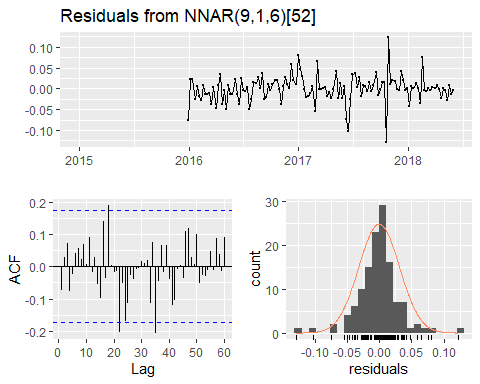 Residuals from NNAR(9,1,6)[52]
0.10
0.05
0.00
-0.05
-0.10
2015 2016 2017 2018
0.2
0.1
0.0
-0.1
-0.2
ACF
0 10 20 30 40 50 60
Lag
30
20
10
0
count
-0.10 -0.05 0.00 0.05 0.10
residuals